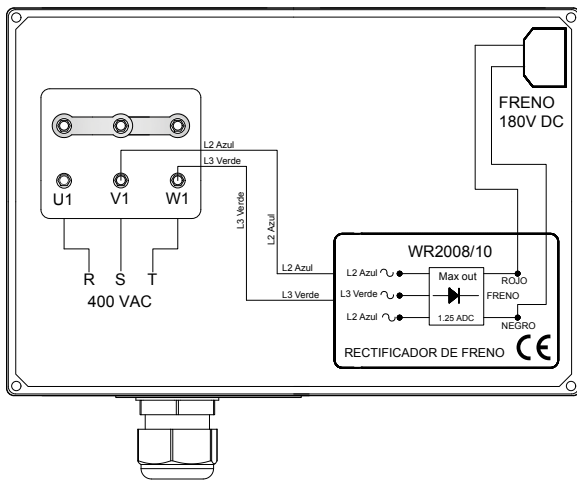 FRENO
180V DC
L2 Azul
L3 Verde
U1 V1 W1
L3 Verde
L2 Azul
R S T
400 VAC
L2 Azul
L3 Verde
WR2008/10
L2 Azul
Max out
ROJO
L3 Verde
FRENO
L2 Azul
1.25 ADC
NEGRO
RECTIFICADOR DE FRENO CE